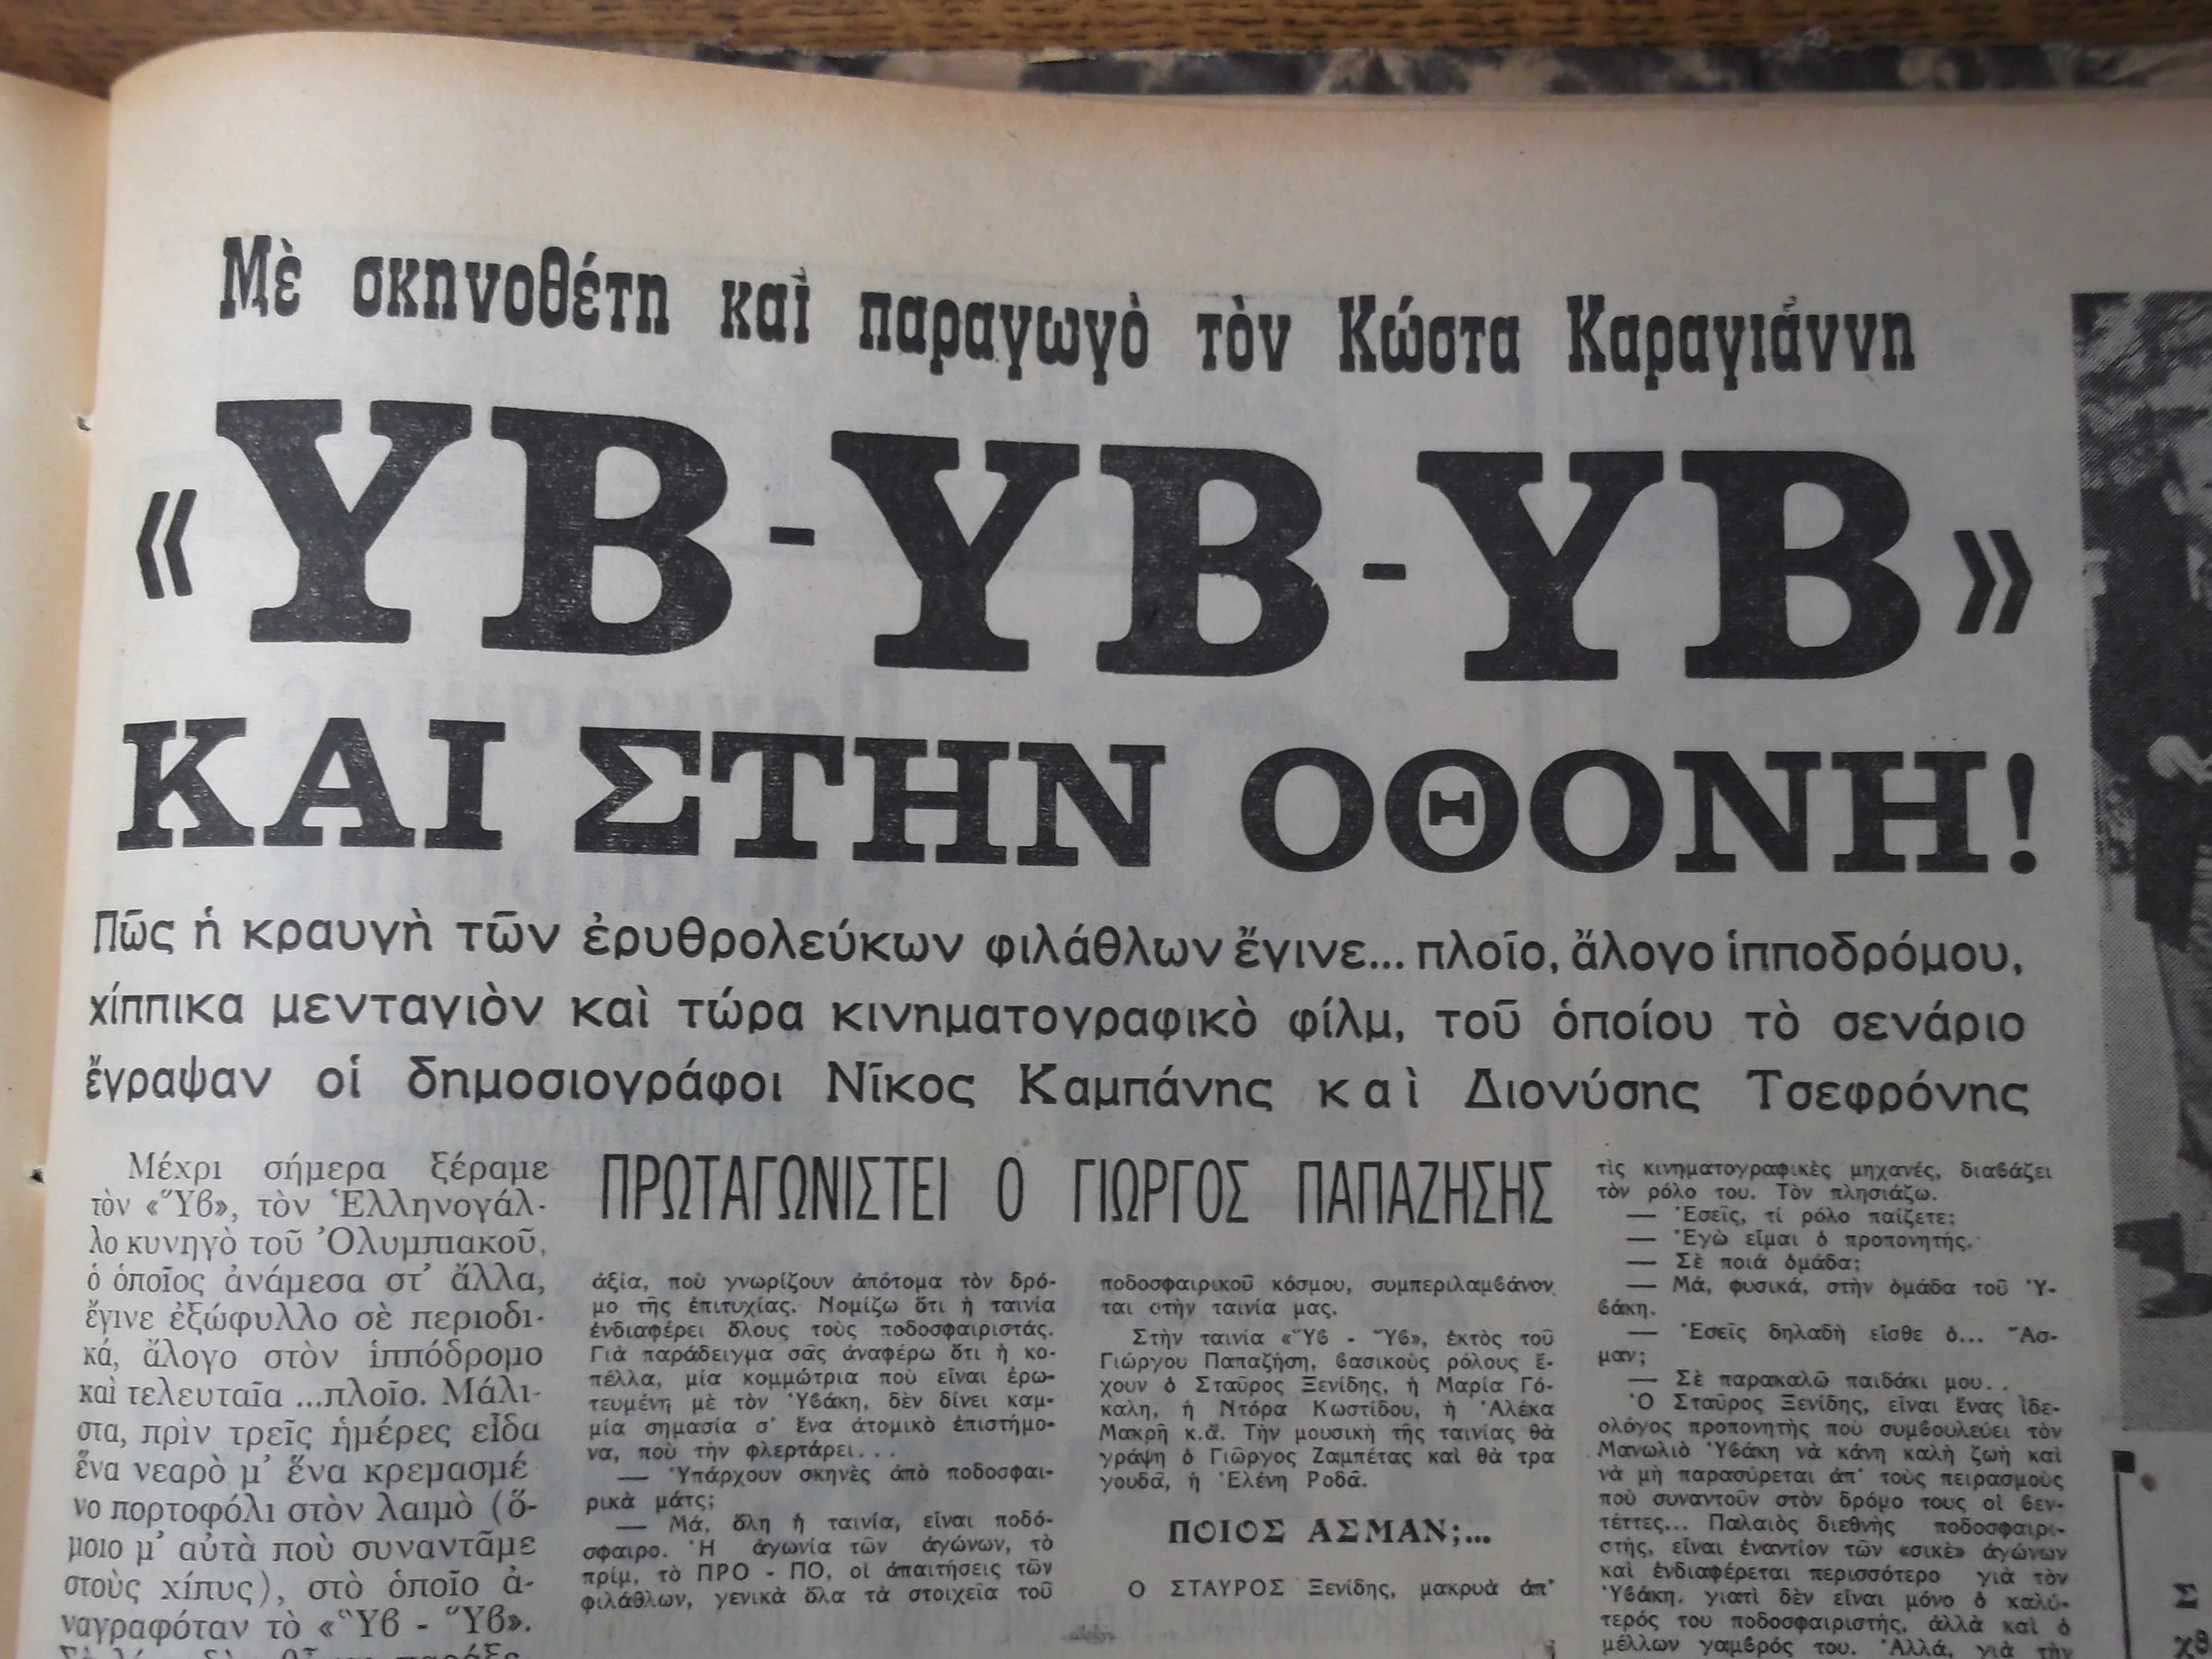 Μὲ σκηνοθέτη καὶ παραγωγὸ τὸν Κώστα Καραγιάννη
«ΥΒ-ΥΒ-ΥΒ»
ΚΑΙ ΣΤΗΝ ΟΘΟΝΗ!
Πῶς ἡ κραυγὴ τῶν ἐρυθρολεύκων φιλάθλων ἔγινε... πλοῖο, ἄλογο ἱπποδρόμου,
χίππικα μενταγιὸν καὶ τώρα κινηματογραφικὸ φίλμ, τοῦ ὁποίου τὸ σενάριο
ἔγραψαν οἱ δημοσιογράφοι Νῖκος Καμπάνης καὶ Διονύσης Τσεφρόνης
Μέχρι σήμερα ξέραμε
τὸν «Ὕβ», τὸν Ἑλληνογάλ-
λο κυνηγὸ τοῦ Ὀλυμπιακοῦ,
ὁ ὁποῖος ἀνάμεσα στ' ἄλλα,
ἔγινε ἐξώφυλλο σὲ περιοδι-
κά, ἄλογο στὸν ἱππόδρομο
καὶ τελευταῖα ...πλοῖο. Μάλι-
στα, πρὶν τρεῖς ἡμέρες εἶδα
ἕνα νεαρὸ μ' ἕνα κρεμασμέ
νο πορτοφόλι στὸν λαιμὸ (ὅ-
μοιο μ' αὐτὰ ποὺ συναντᾶμε
στοὺς χίπυς), στὸ ὁποῖο ἀ-
ναγραφόταν τὸ «Ὕβ - Ὕβ».
ΠΡΩΤΑΓΩΝΙΣΤΕΙ Ο ΓΙΩΡΓΟΣ ΠΑΠΑΖΗΣΗΣ
ἀξία, ποὺ γνωρίζουν ἀπότομα τὸν δρό-
μο τῆς ἐπιτυχίας. Νομίζω ὅτι ἡ ταινία
ἐνδιαφέρει ὅλους τοὺς ποδοσφαιριστάς.
Γιὰ παράδειγμα σᾶς ἀναφέρω ὅτι ἡ κο-
πέλλα, μία κομμώτρια ποὺ εἶναι ἐρω-
τευμένη μὲ τὸν Ὑβάκη, δὲν δίνει καμ-
μία σημασία σ' ἕνα ἀτομικὸ ἐπιστήμο-
να, ποὺ τὴν φλερτάρει...
— Ὑπάρχουν σκηνὲς ἀπὸ ποδοσφαι-
ρικὰ μάτς;
— Μά, ὅλη ἡ ταινία, εἶναι ποδό-
σφαιρο. Ἡ ἀγωνία τῶν ἀγώνων, τὸ
πρίμ, τὸ ΠΡΟ - ΠΟ, οἱ ἀπαιτήσεις τῶν
φιλάθλων, γενικὰ ὅλα τὰ στοιχεῖα τοῦ
ποδοσφαιρικοῦ κόσμου, συμπεριλαμβάνον
ται στὴν ταινία μας.
Στὴν ταινία «Ὕβ - Ὕβ», ἐκτὸς τοῦ
Γιώργου Παπαζήση, βασικοὺς ρόλους ἔ-
χουν ὁ Σταῦρος Ξενίδης, ἡ Μαρία Γό-
καλη, ἡ Ντόρα Κωστίδου, ἡ Ἀλέκα
Μακρῆ κ.ἄ. Τὴν μουσικὴ τῆς ταινίας θὰ
γράψη ὁ Γιῶργος Ζαμπέτας καὶ θὰ τρα
γουδᾶ, ἡ Ἑλένη Ροδᾶ.
ΠΟΙΟΣ ΑΣΜΑΝ;...
Ο ΣΤΑΥΡΟΣ Ξενίδης, μακρυὰ ἀπ'
τὶς κινηματογραφικὲς μηχανές, διαβάζει
τὸν ρόλο του. Τὸν πλησιάζω.
— Ἐσεῖς, τί ρόλο παίζετε;
— Ἐγὼ εἶμαι ὁ προπονητής.
— Σὲ ποιά ὁμάδα;
— Μά, φυσικά, στὴν ὁμάδα τοῦ Ὑ-
βάκη.
— Ἐσεῖς δηλαδὴ εἶσθε ὁ... Ἄσ-
μαν;
— Σὲ παρακαλῶ παιδάκι μου..
Ὁ Σταῦρος Ξενίδης, εἶναι ἕνας ἰδε-
ολόγος προπονητὴς ποὺ συμβουλεύει τὸν
Μανωλιὸ Ὑβάκη νὰ κάνη καλὴ ζωὴ καὶ
νὰ μὴ παρασύρεται ἀπ' τοὺς πειρασμοὺς
ποὺ συναντοῦν στὸν δρόμο τους οἱ βεν-
τέττες... Παλαιὸς διεθνὴς ποδοσφαιρι-
στής, εἶναι ἐναντίον τῶν «σικὲ» ἀγώνων
καὶ ἐνδιαφέρεται περισσότερο γιὰ τὸν
Ὑβάκη, γιατὶ δὲν εἶναι μόνο ὁ καλύ-
τερός του ποδοσφαιριστής, ἀλλὰ καὶ ὁ
μέλλων γαμβρός του. Ἀλλά, γιὰ τὴν
Σ
χθ